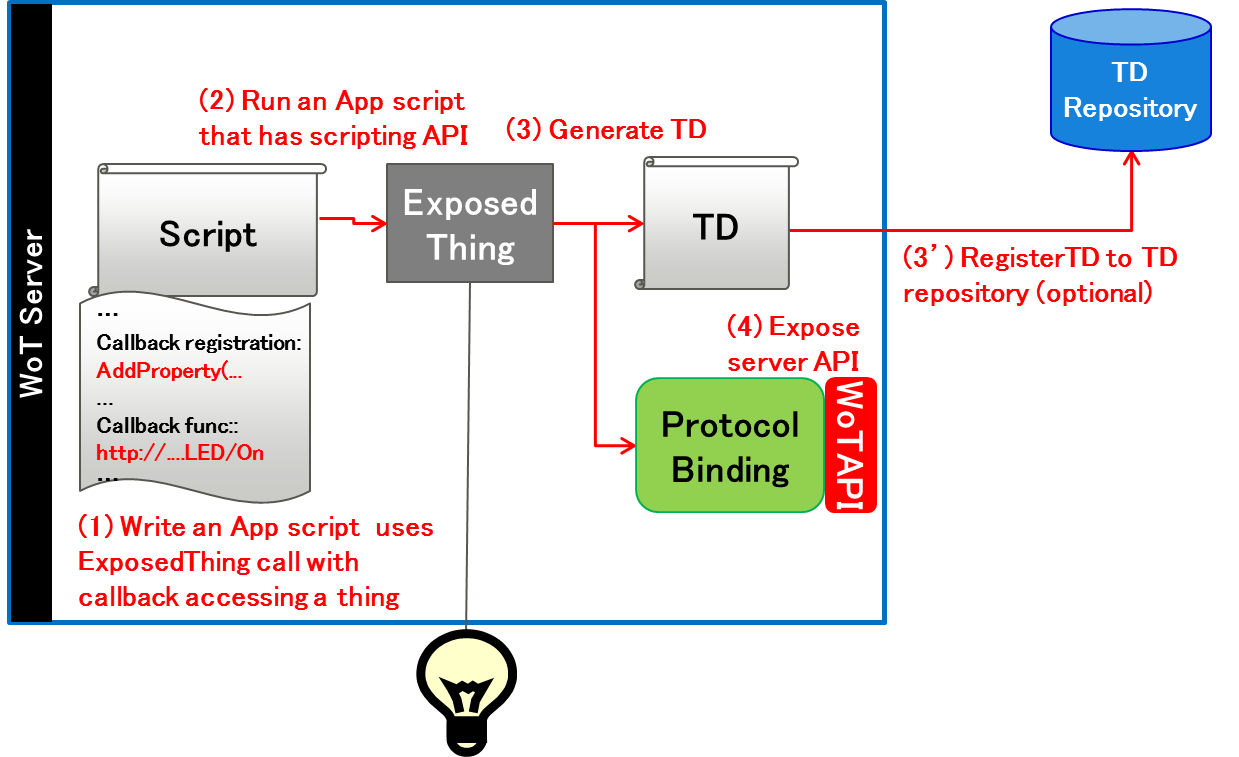 WoT Server
(2) Run an App script
that has scripting API
(3) Generate TD
TD
Repository
Script
Exposed
Thing
TD
(3’) RegisterTD to TD
repository (optional)
...
Callback registration:
AddProperty(...
...
Callback func::
http://....LED/On
...
(4) Expose
server API
Protocol
Binding
WoT API
(1) Write an App script uses
ExposedThing call with
callback accessing a thing